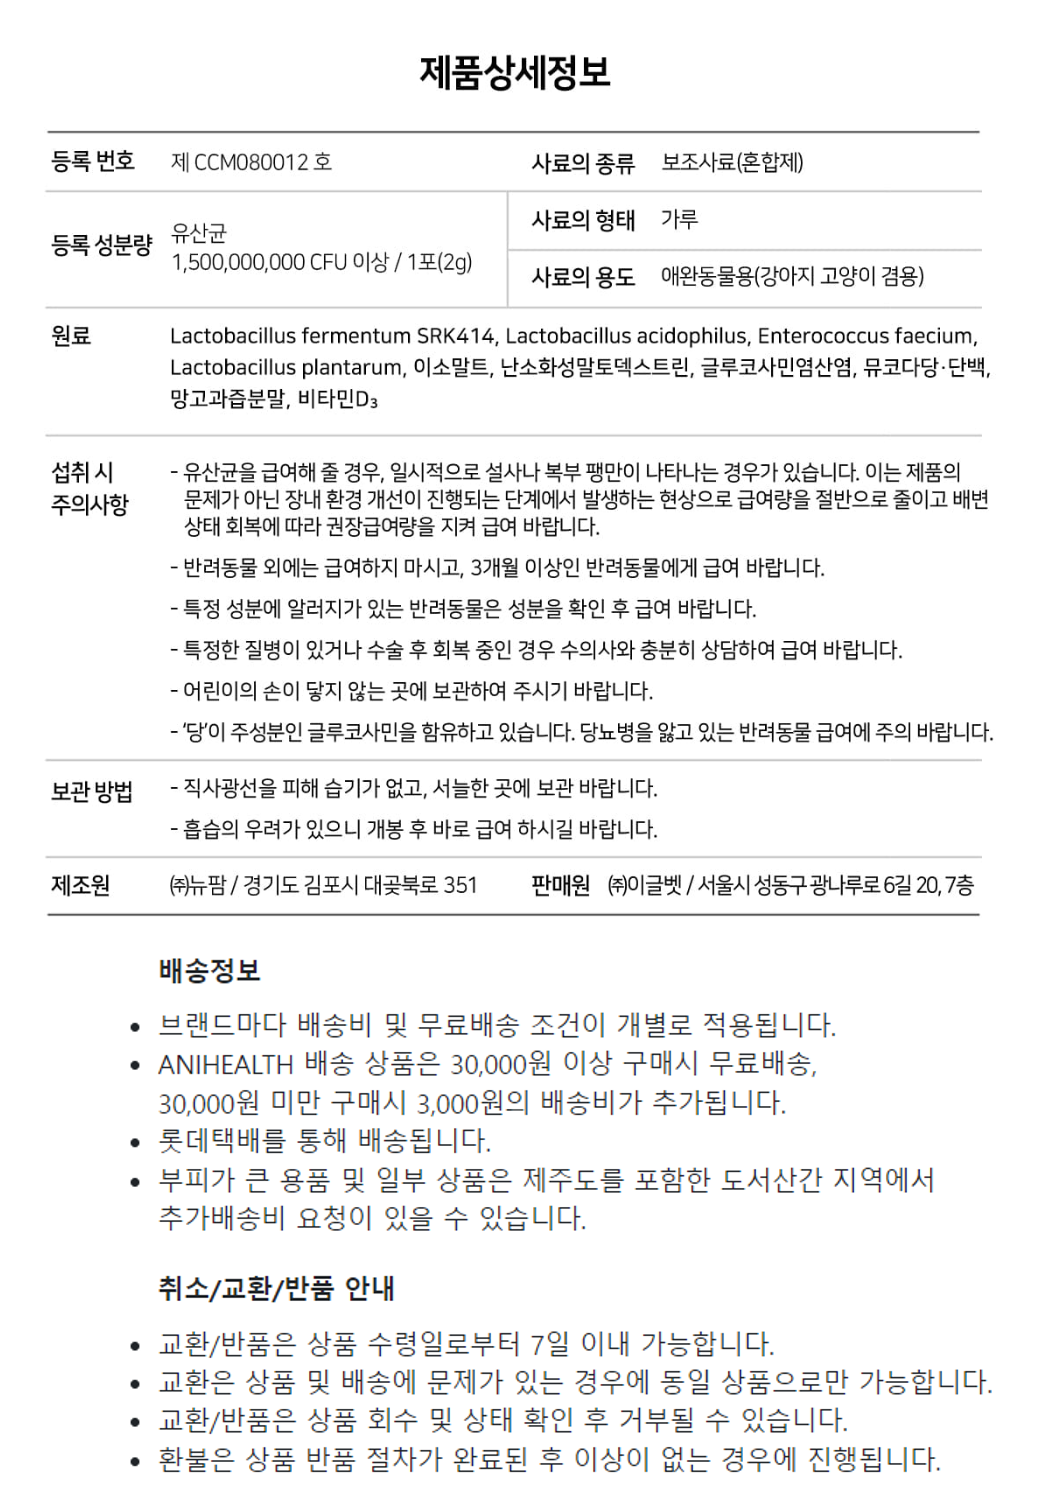 제품상세정보
등록 번호 제 CCM080012 호 사료의 종류 보조사료(혼합제)
등록 성분량 유산균
1,500,000,000 CFU 이상 / 1포(2g)
사료의 형태 가루
사료의 용도 애완동물용(강아지 고양이 겸용)
원료 Lactobacillus fermentum SRK414, Lactobacillus acidophilus, Enterococcus faecium,
Lactobacillus plantarum, 이소말트, 난소화성말토덱스트린, 글루코사민염산염, 뮤코다당·단백,
망고과즙분말, 비타민D₃
섭취 시
주의사항
- 유산균을 급여해 줄 경우, 일시적으로 설사나 복부 팽만이 나타나는 경우가 있습니다. 이는 제품의
문제가 아닌 장내 환경 개선이 진행되는 단계에서 발생하는 현상으로 급여량을 절반으로 줄이고 배변
상태 회복에 따라 권장급여량을 지켜 급여 바랍니다.
- 반려동물 외에는 급여하지 마시고, 3개월 이상인 반려동물에게 급여 바랍니다.
- 특정 성분에 알러지가 있는 반려동물은 성분을 확인 후 급여 바랍니다.
- 특정한 질병이 있거나 수술 후 회복 중인 경우 수의사와 충분히 상담하여 급여 바랍니다.
- 어린이의 손이 닿지 않는 곳에 보관하여 주시기 바랍니다.
- '당'이 주성분인 글루코사민을 함유하고 있습니다. 당뇨병을 앓고 있는 반려동물 급여에 주의 바랍니다.
보관 방법 - 직사광선을 피해 습기가 없고, 서늘한 곳에 보관 바랍니다.
- 흡습의 우려가 있으니 개봉 후 바로 급여 하시길 바랍니다.
제조원 ㈜뉴팜 / 경기도 김포시 대곶북로 351 판매원 ㈜이글벳 / 서울시 성동구 광나루로 6길 20, 7층
배송정보
• 브랜드마다 배송비 및 무료배송 조건이 개별로 적용됩니다.
• ANIHEALTH 배송 상품은 30,000원 이상 구매시 무료배송,
30,000원 미만 구매시 3,000원의 배송비가 추가됩니다.
• 롯데택배를 통해 배송됩니다.
• 부피가 큰 용품 및 일부 상품은 제주도를 포함한 도서산간 지역에서
추가배송비 요청이 있을 수 있습니다.
취소/교환/반품 안내
• 교환/반품은 상품 수령일로부터 7일 이내 가능합니다.
• 교환은 상품 및 배송에 문제가 있는 경우에 동일 상품으로만 가능합니다.
• 교환/반품은 상품 회수 및 상태 확인 후 거부될 수 있습니다.
• 환불은 상품 반품 절차가 완료된 후 이상이 없는 경우에 진행됩니다.